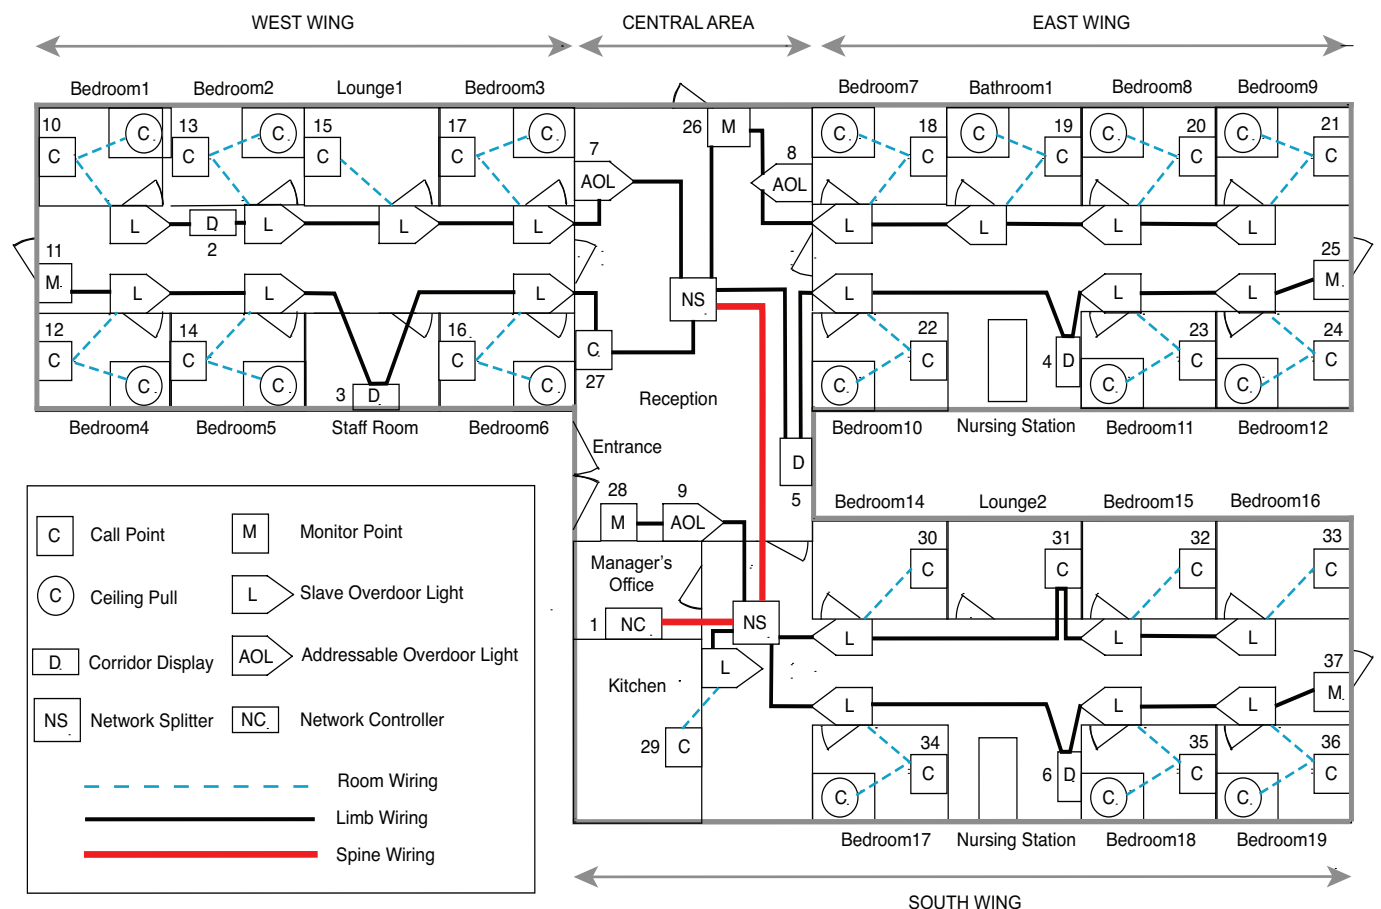 WEST WING CENTRAL AREA EAST WING
Bedroom1 Bedroom2 Lounge1 Bedroom3 Bedroom7 Bathroom1 Bedroom8 Bedroom9
10 C C. 13 C C. 15 C 17 C C. 7 AOL 26 M 8 AOL C. 18 C C. 19 C C. 20 C C. 21 C
L D. 2 L L L L L L L
11 M. L L L NS L L L 25 M.
12 C C. 14 C C. 3 D. 16 C C. C. 27 C. 22 C 4 D C. 23 C C. 24 C
Reception
Bedroom4 Bedroom5 Staff Room Bedroom6 Bedroom10 Nursing Station Bedroom11 Bedroom12
Entrance
D 5
28 M 9 AOL
Bedroom14 Lounge2 Bedroom15 Bedroom16
30 C 31 C 32 C 33 C
Manager's
Office
1 NC. NS L L L
L
Kitchen
L L L 37 M.
29 C
C. 34 C 6 D C. 35 C C. 36 C
Bedroom17 Nursing Station Bedroom18 Bedroom19
SOUTH WING
C Call Point M Monitor Point
C Ceiling Pull L Slave Overdoor Light
D. Corridor Display AOL Addressable Overdoor Light
NS Network Splitter NC. Network Controller
Room Wiring
Limb Wiring
Spine Wiring